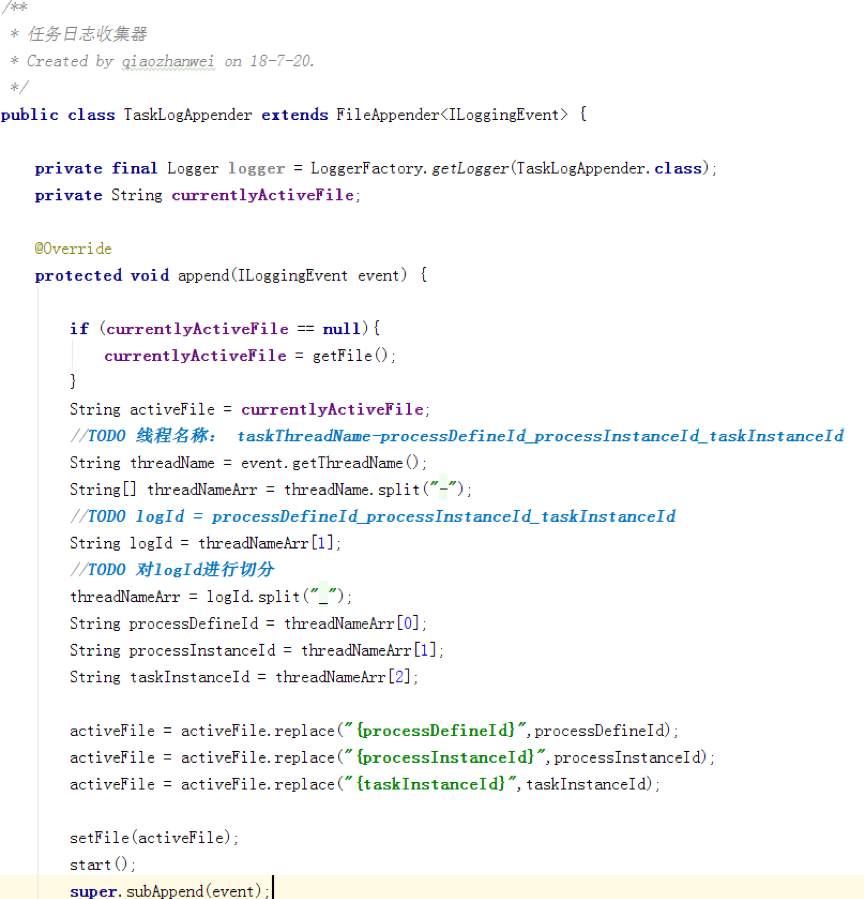 /**
 * 任务日志收集器
 * Created by qiaozhanwei on 18-7-20.
 */
public class TaskLogAppender extends FileAppender<ILoggingEvent> {
    private final Logger logger = LoggerFactory.getLogger(TaskLogAppender.class);
    private String currentlyActiveFile;
    @Override
    protected void append(ILoggingEvent event) {
        if (currentlyActiveFile == null){
            currentlyActiveFile = getFile();
        }
        String activeFile = currentlyActiveFile;
        //TODO 线程名称： taskThreadName-processDefineId_processInstanceId_taskInstanceId
        String threadName = event.getThreadName();
        String[] threadNameArr = threadName.split("-");
        //TODO logId = processDefineId_processInstanceId_taskInstanceId
        String logId = threadNameArr[1];
        //TODO 对logId进行切分
        threadNameArr = logId.split("_");
        String processDefineId = threadNameArr[0];
        String processInstanceId = threadNameArr[1];
        String taskInstanceId = threadNameArr[2];
        activeFile = activeFile.replace("{processDefineId}",processDefineId);
        activeFile = activeFile.replace("{processInstanceId}",processInstanceId);
        activeFile = activeFile.replace("{taskInstanceId}",taskInstanceId);
        setFile(activeFile);
        start();
        super.subAppend(event);